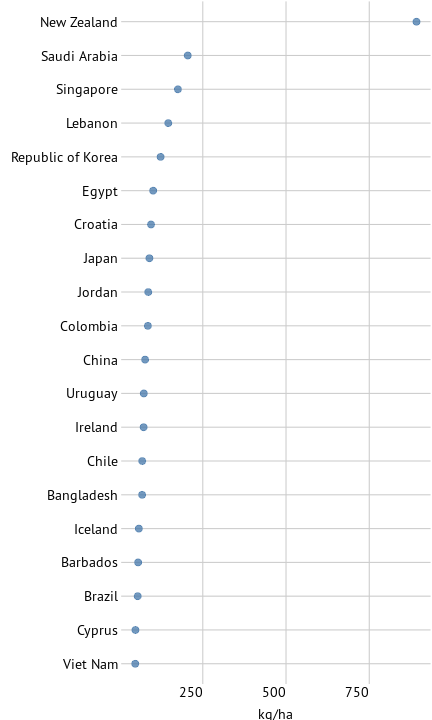 New Zealand
Saudi Arabia
Singapore
Lebanon
Republic of Korea
Egypt
Croatia
Japan
Jordan
Colombia
China
Uruguay
Ireland
Chile
Bangladesh
Iceland
Barbados
Brazil
Cyprus
Viet Nam
250 500 750
kg/ha